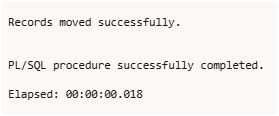 Records moved successfully.
PL/SQL procedure successfully completed.
Elapsed: 00:00:00.018